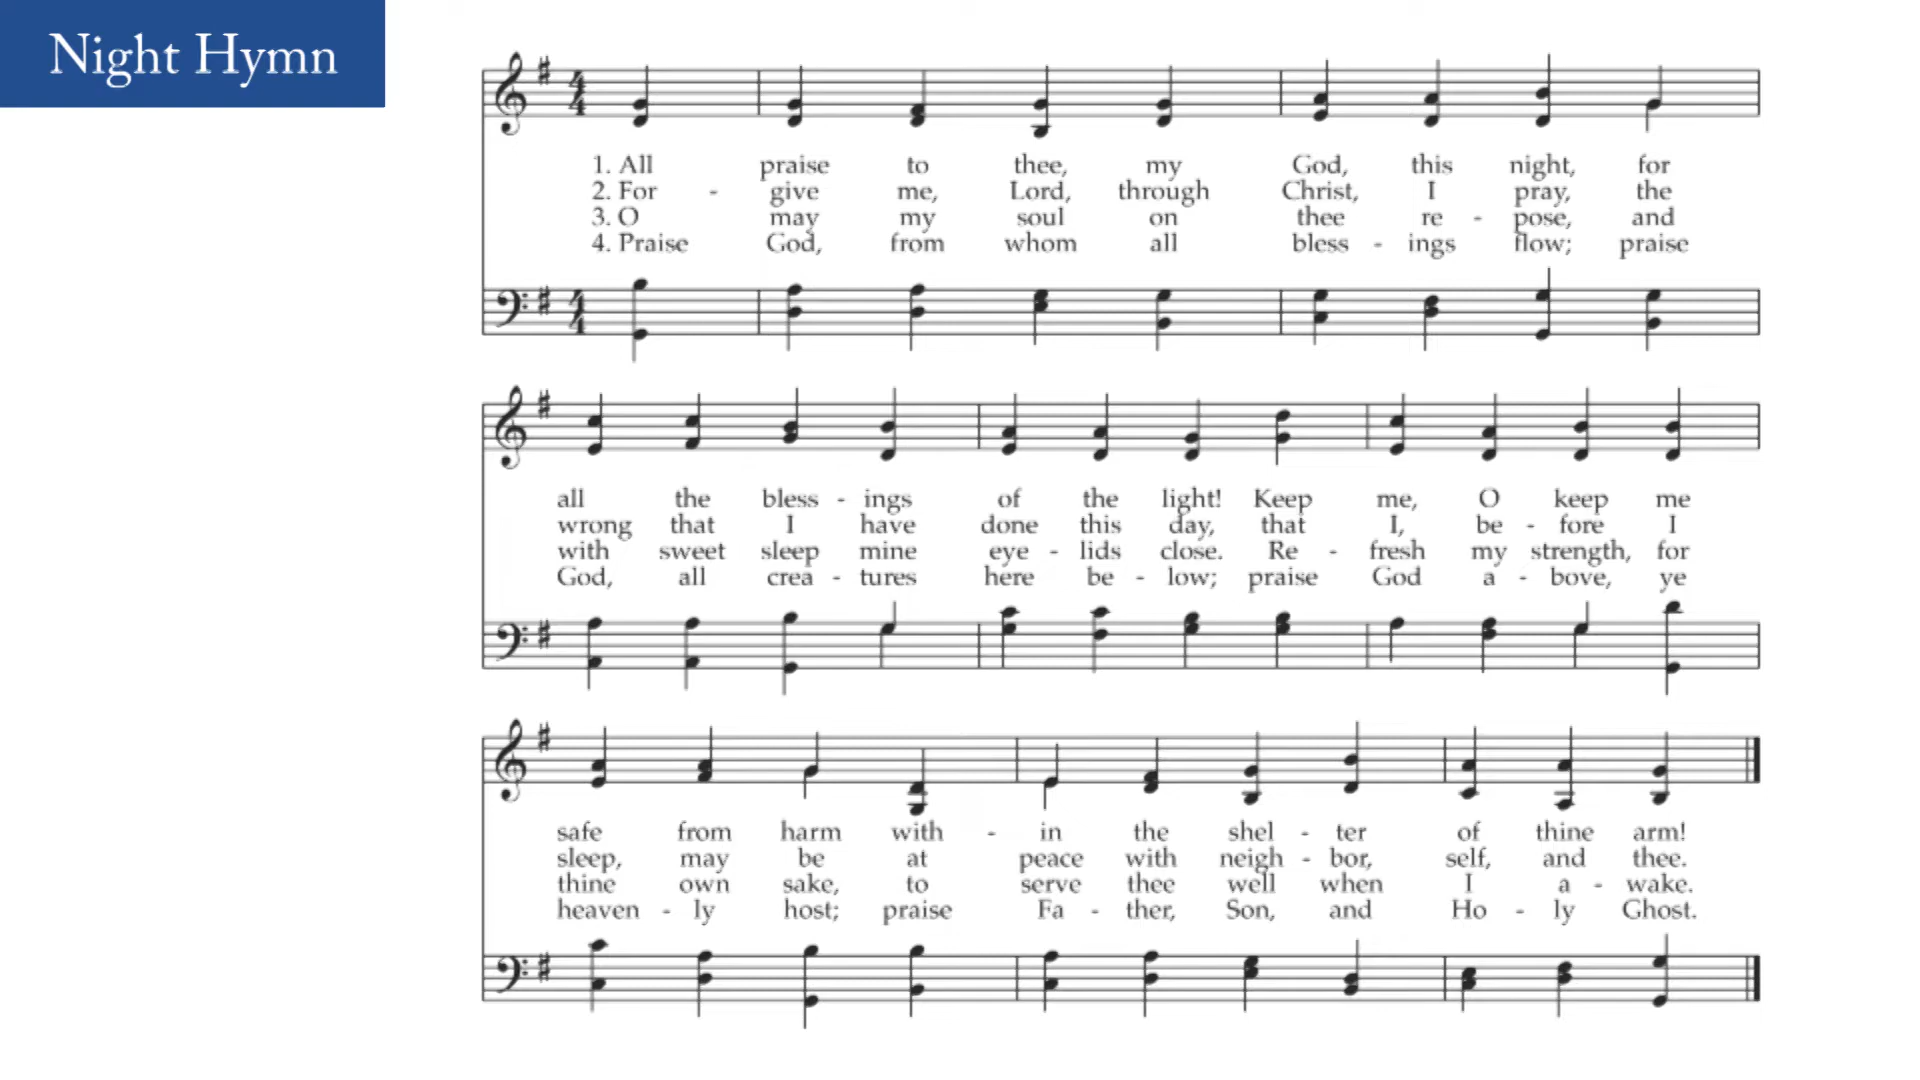 Night Hymn
1. All praise to thee, my God, this night, for
2. For - give me, Lord, through Christ, I pray, the
3. O may my soul on thee re - pose, and
4. Praise God, from whom all bless - ings flow; praise
all the bless - ings of the light! Keep me, O keep me
wrong that I have done this day, that I, be - fore I
with sweet sleep mine eye - lids close. Re - fresh my strength, for
God, all crea - tures here be - low; praise God a - bove, ye
safe from harm with - in the shel - ter of thine arm!
sleep, may be at peace with neigh - bor, self, and thee.
thine own sake, to serve thee well when I a - wake.
heaven - ly host; praise Fa - ther, Son, and Ho - ly Ghost.